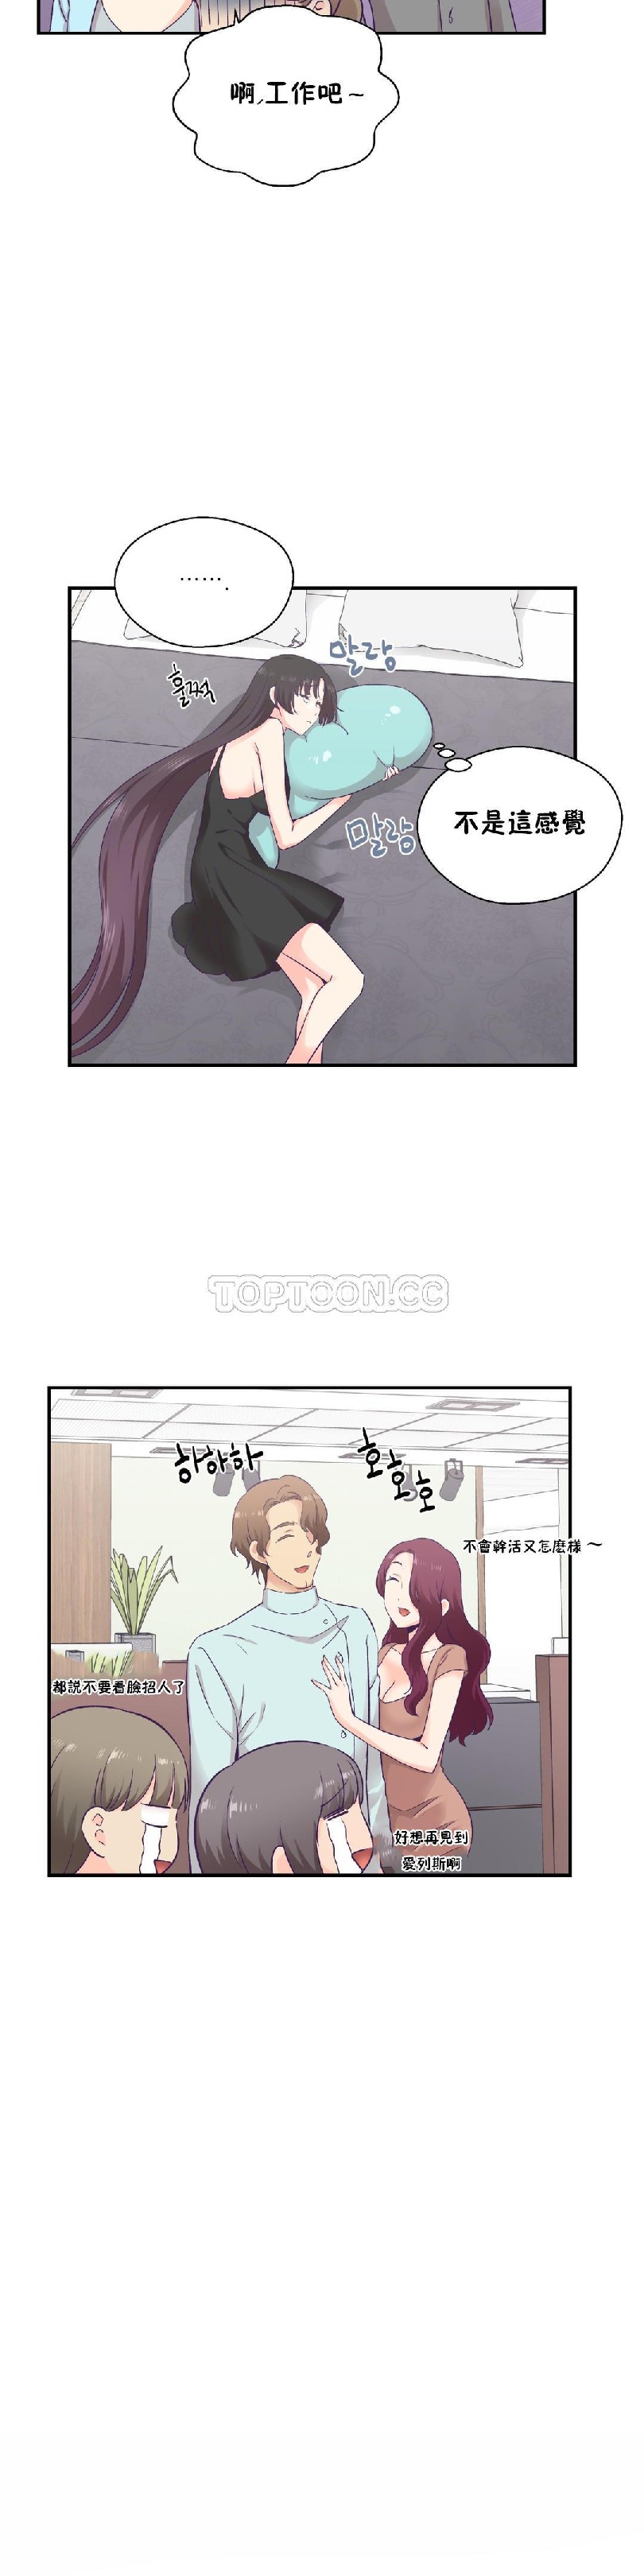 啊,工作吧~
…….
말랑
훌쩍
不是這感覺
말랑
TOPTOON.CC
하하하
호호호
不會幹活又怎麼樣~
都説不要看臉招人了
好想再見到
愛列斯啊